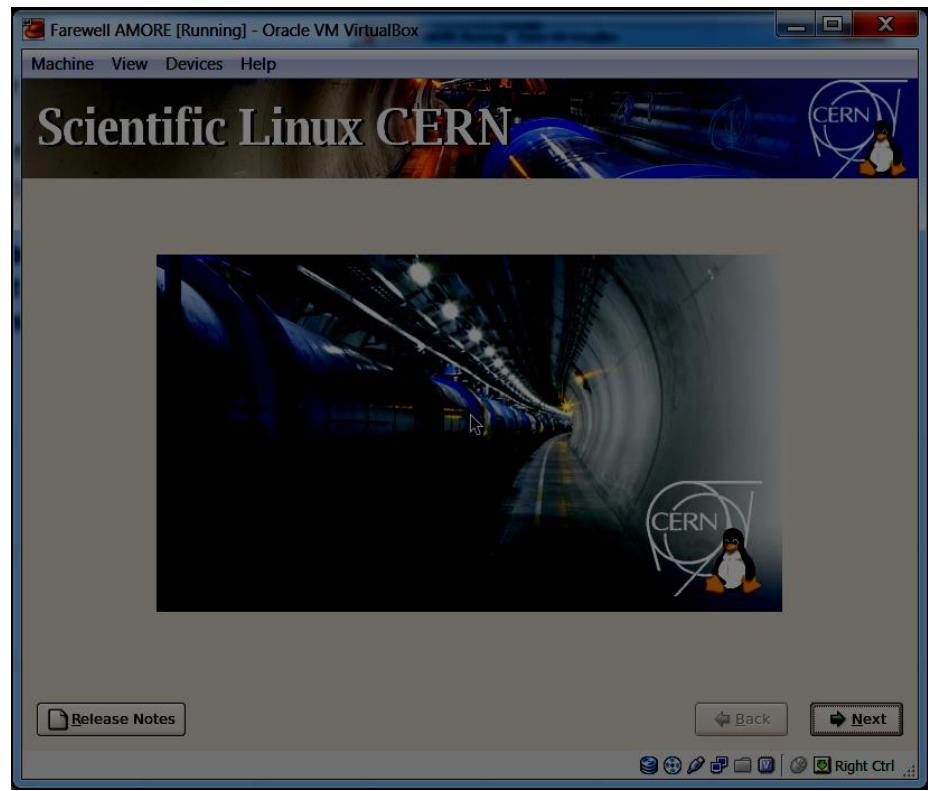 Farewell AMORE [Running] - Oracle VM VirtualBox
Machine View Devices Help
Scientific Linux CERN
CERN
CERN
Release Notes
Back
Next
Right Ctrl